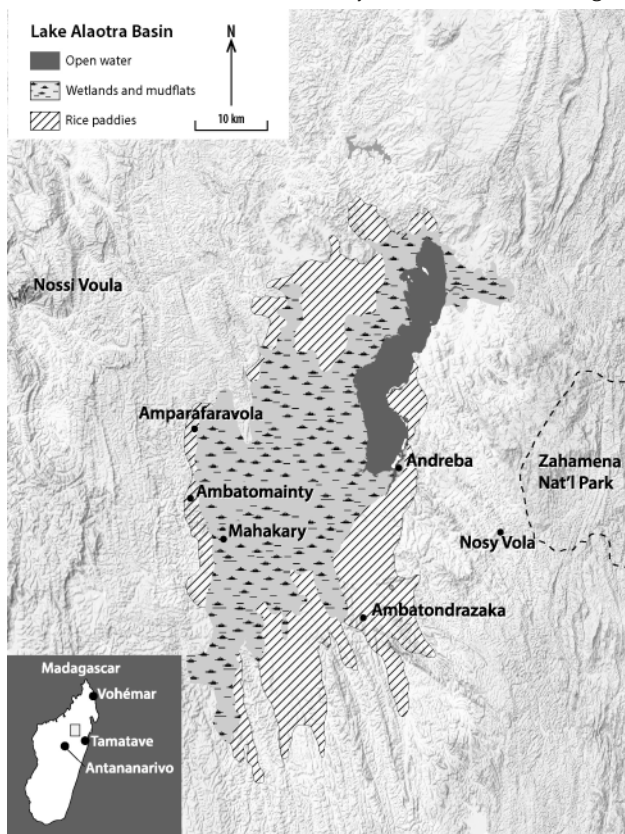 Lake Alaotra Basin
Open water
Wetlands and mudflats
Rice paddies
N
10 km
Nossi Voula
Amparafaravola
Andreba
Zahamena
Nat'l Park
Ambatomainty
Mahakary
Nosy Vola
Ambatondrazaka
Madagascar
Vohémar
Tamatave
Antananarivo